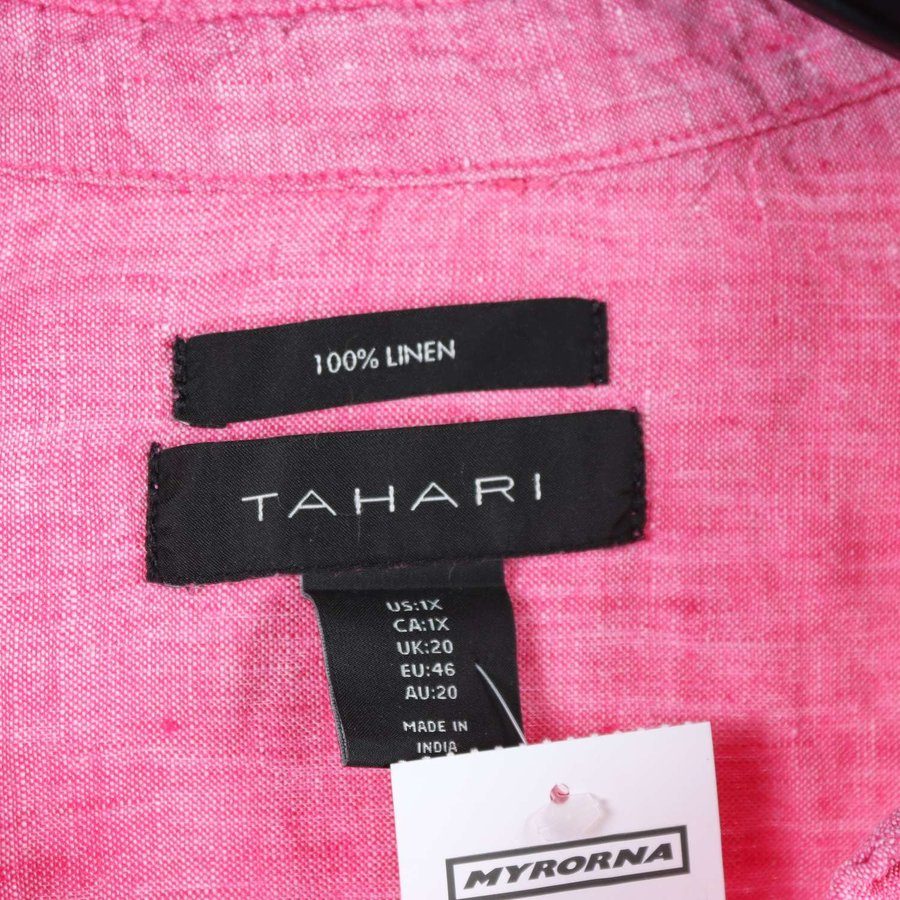 100% LINEN
TAHARI
US:1X
CA:1X
UK:20
EU:46
AU:20
MADE IN
INDIA
MYRORNA